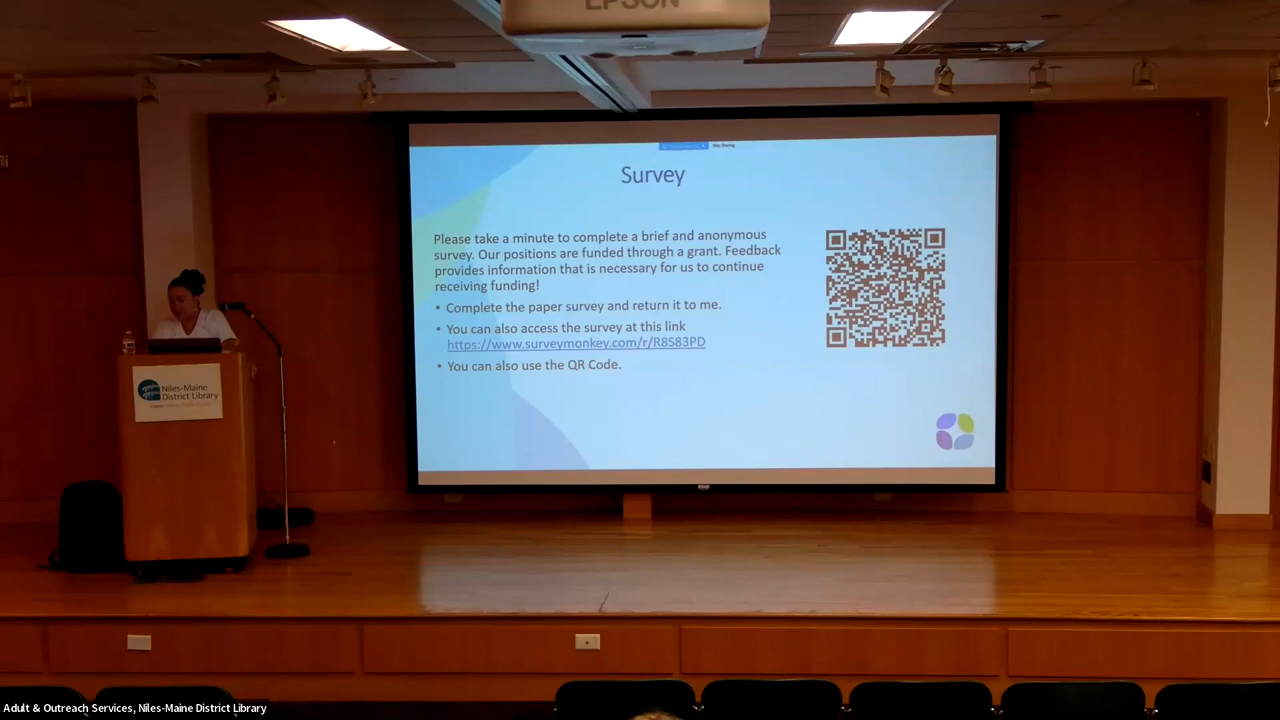 EPSON
Survey
Please take a minute to complete a brief and anonymous
survey. Our positions are funded through a grant. Feedback
provides information that is necessary for us to continue
receiving funding!
• Complete the paper survey and return it to me.
• You can also access the survey at this link
https://www.surveymonkey.com/r/R8S83PD
• You can also use the QR Code.
Niles-Maine
District Library
Adult & Outreach Services, Niles-Maine District Library